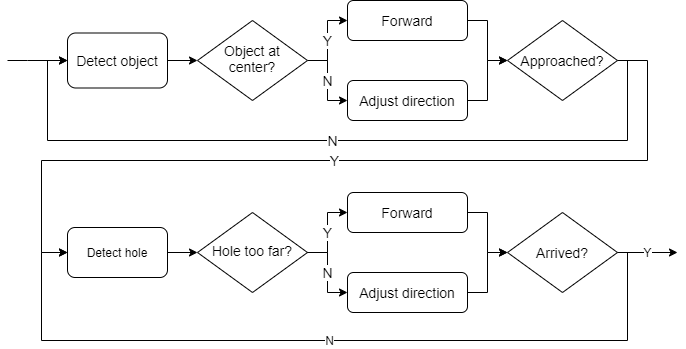 Forward
Detect object
Object at
center?
Y
N
Adjust direction
Approached?
N
Y
Forward
Detect hole
Hole too far?
Y
N
Adjust direction
Arrived?
Y
N